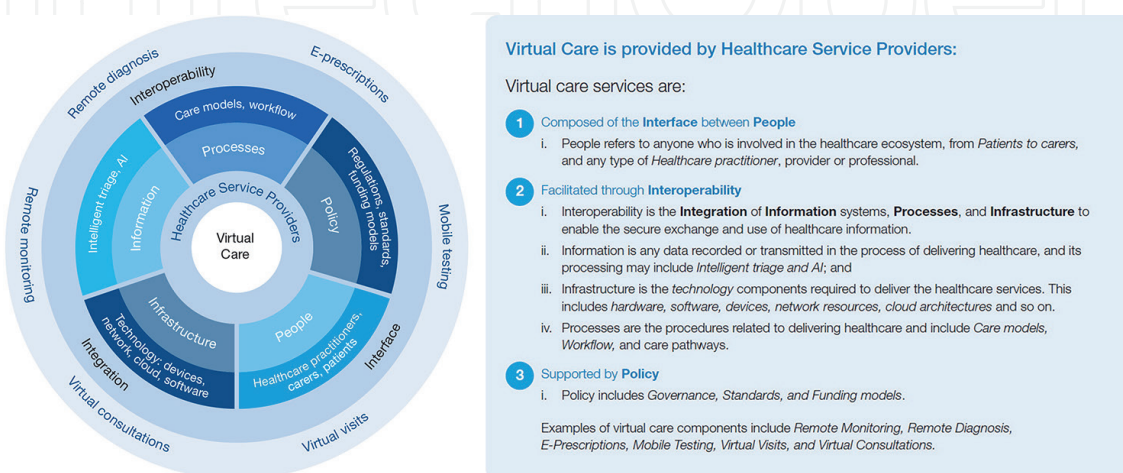 Remote diagnosis
E-prescriptions
Mobile testing
Virtual visits
Virtual consultations
Remote monitoring
Interoperability
Interface
Integration
Care models, workflow
Processes
Regulations, standards,
funding models
Policy
Healthcare practitioners,
carers, patients
People
Technology: devices,
network, cloud, software
Infrastructure
Intelligent triage, AI
Information
Healthcare Service Providers
Virtual
Care
Virtual Care is provided by Healthcare Service Providers:
Virtual care services are:
1 Composed of the Interface between People
i. People refers to anyone who is involved in the healthcare ecosystem, from Patients to carers,
and any type of Healthcare practitioner, provider or professional.
2 Facilitated through Interoperability
i. Interoperability is the Integration of Information systems, Processes, and Infrastructure to
enable the secure exchange and use of healthcare information.
ii. Information is any data recorded or transmitted in the process of delivering healthcare, and its
processing may include Intelligent triage and AI; and
iii. Infrastructure is the technology components required to deliver the healthcare services. This
includes hardware, software, devices, network resources, cloud architectures and so on.
iv. Processes are the procedures related to delivering healthcare and include Care models,
Workflow, and care pathways.
3 Supported by Policy
i. Policy includes Governance, Standards, and Funding models.
Examples of virtual care components include Remote Monitoring, Remote Diagnosis,
E-Prescriptions, Mobile Testing, Virtual Visits, and Virtual Consultations.